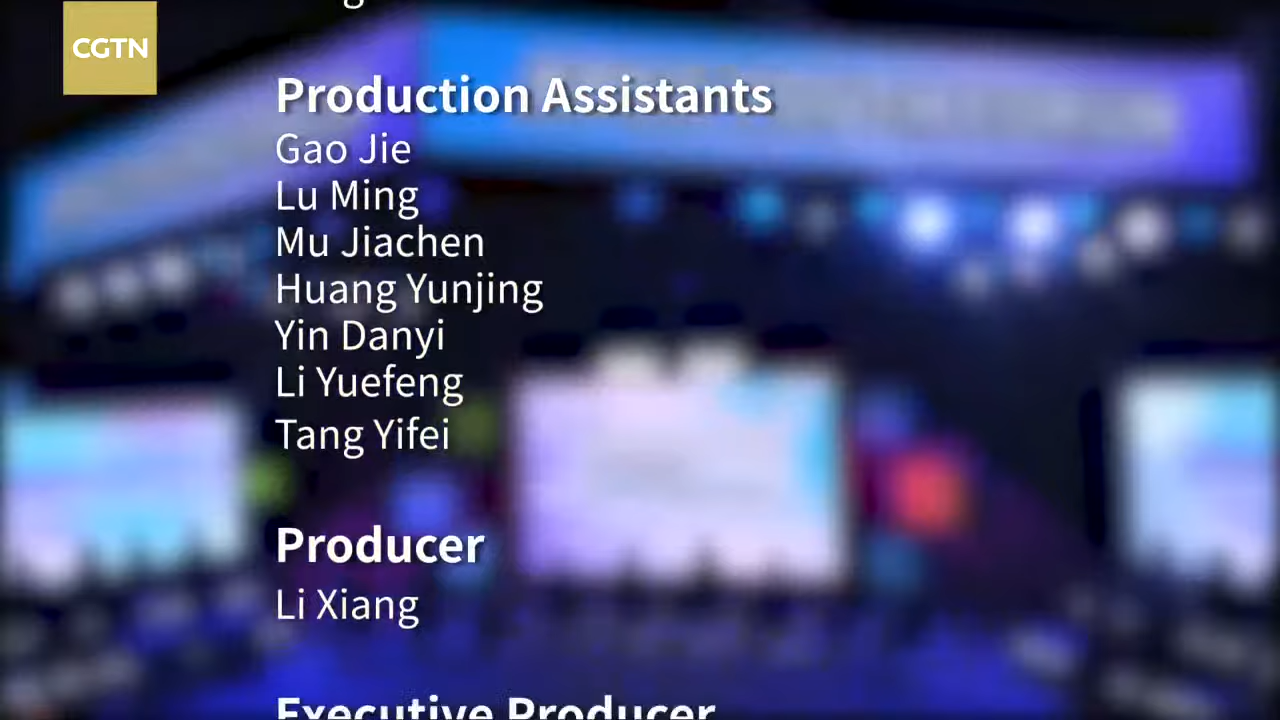 CGTN
Production Assistants
Gao Jie
Lu Ming
Mu Jiachen
Huang Yunjing
Yin Danyi
Li Yuefeng
Tang Yifei
Producer
Li Xiang
Executive Producer